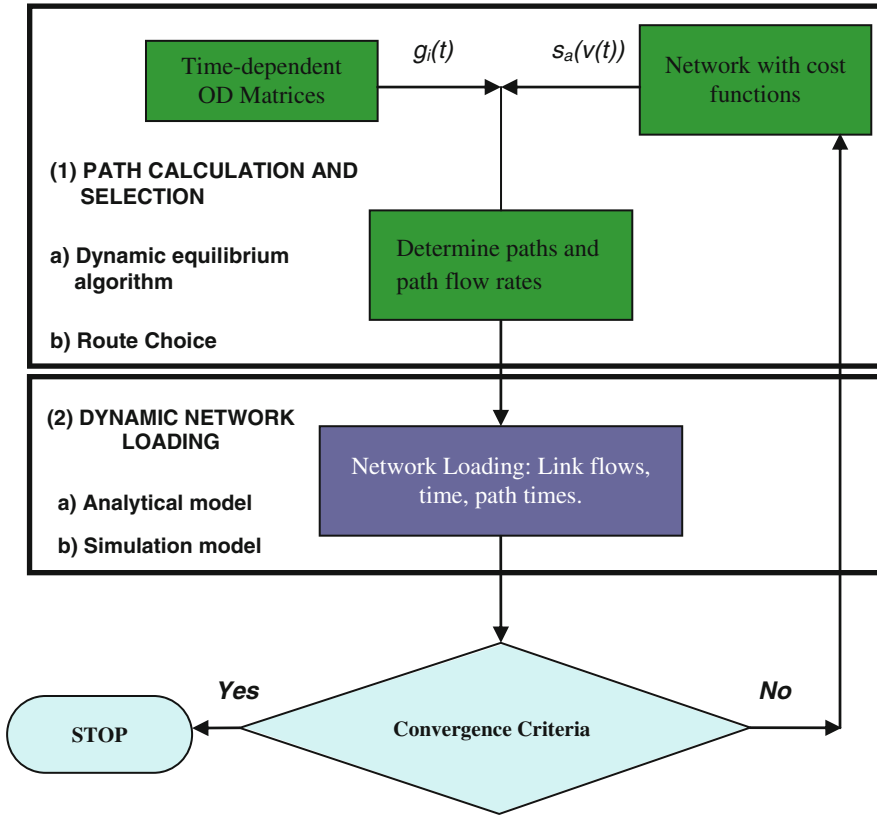 Time-dependent
OD Matrices
g_i(t)
s_a(v(t))
Network with cost
functions
(1) PATH CALCULATION AND
SELECTION
a) Dynamic equilibrium
algorithm
b) Route Choice
Determine paths and
path flow rates
(2) DYNAMIC NETWORK
LOADING
a) Analytical model
b) Simulation model
Network Loading: Link flows,
time, path times.
Yes
No
STOP
Convergence Criteria